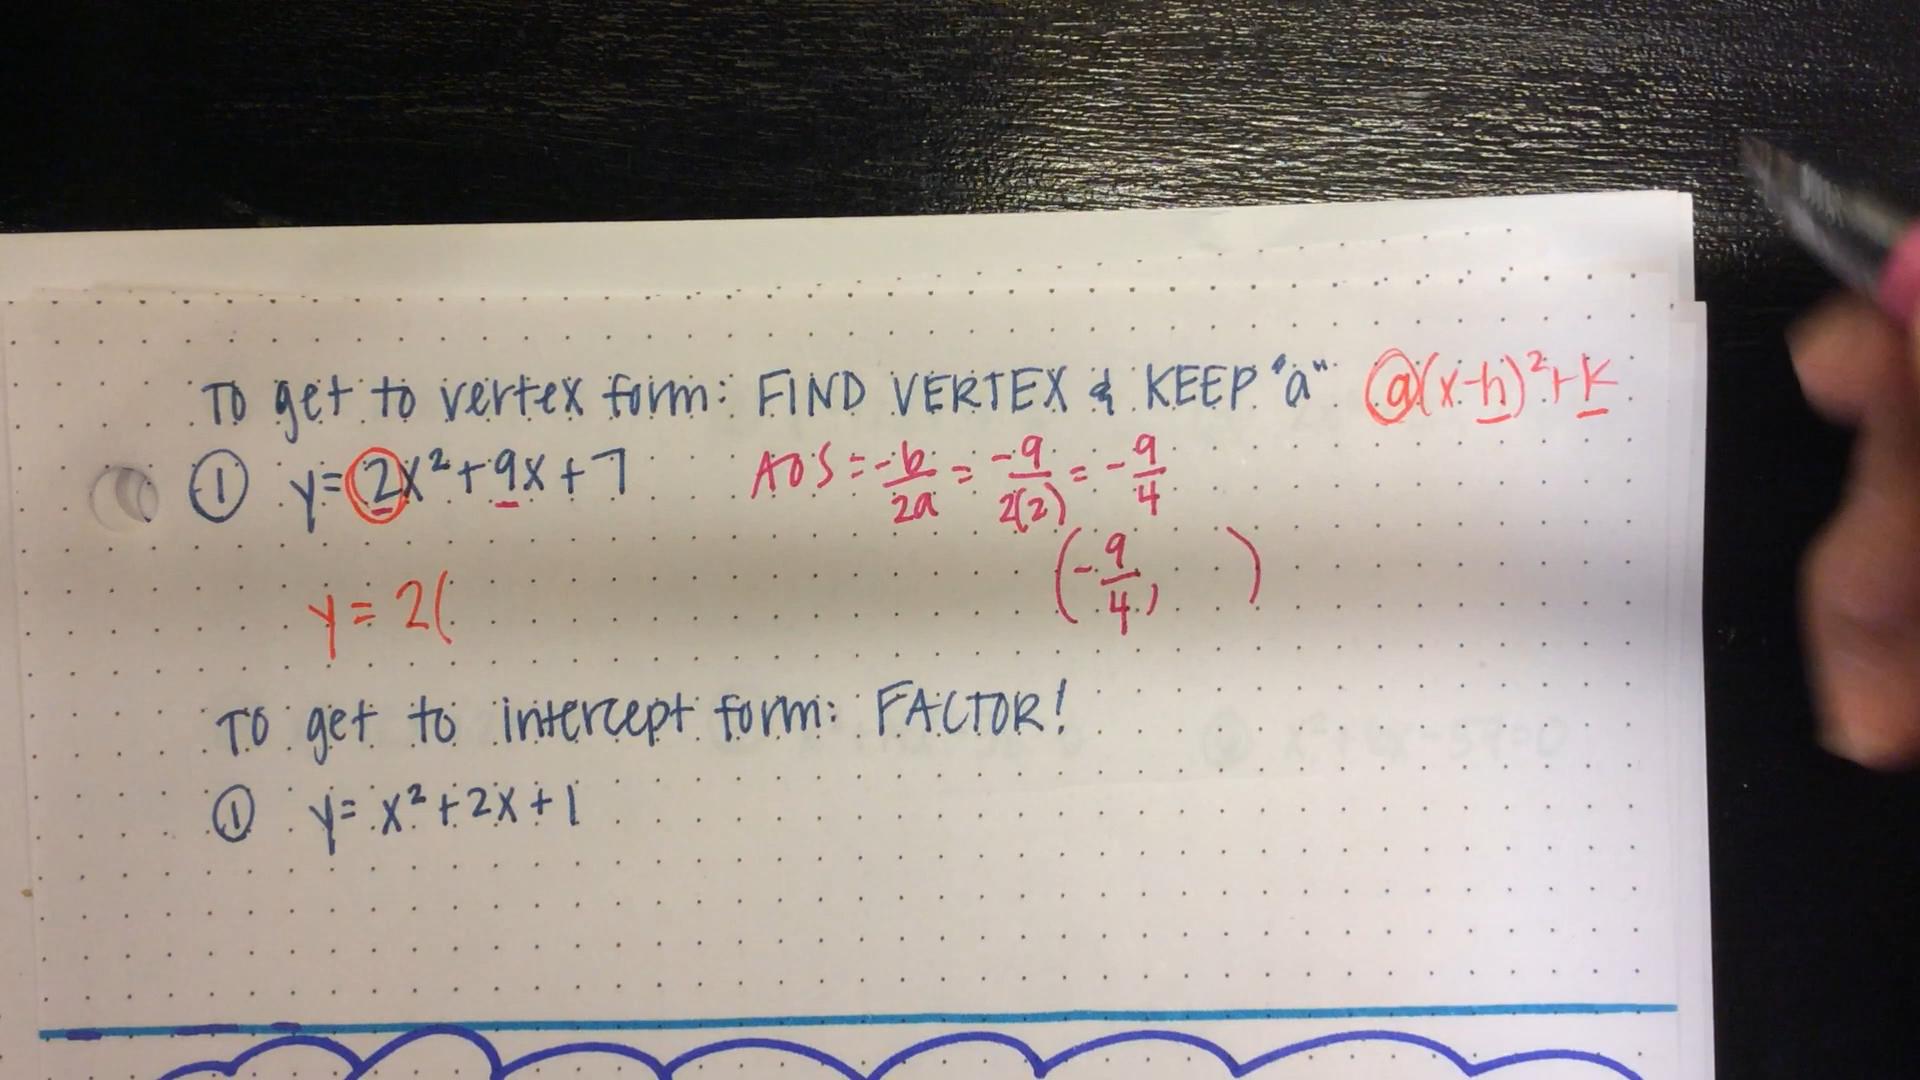 To get to vertex form: FIND VERTEX & KEEP "a" a(x-h)²+k
① y=2x²+9x+7 AOS = -b/2a = -9/2(2) = -9/4
(-9/4, )
y = 2(
To get to intercept form: FACTOR!
① y= x²+2x+1